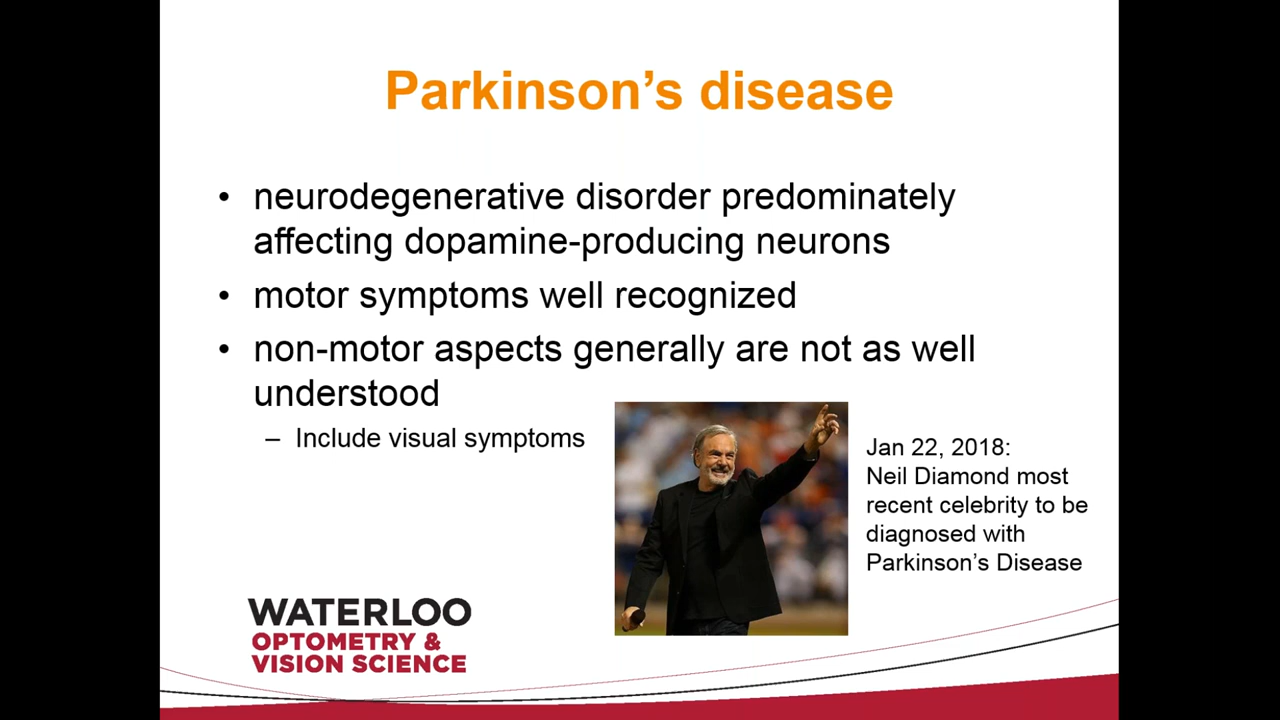 Parkinson’s disease
• neurodegenerative disorder predominately
affecting dopamine-producing neurons
• motor symptoms well recognized
• non-motor aspects generally are not as well
understood
– Include visual symptoms
Jan 22, 2018:
Neil Diamond most
recent celebrity to be
diagnosed with
Parkinson’s Disease
WATERLOO
OPTOMETRY &
VISION SCIENCE